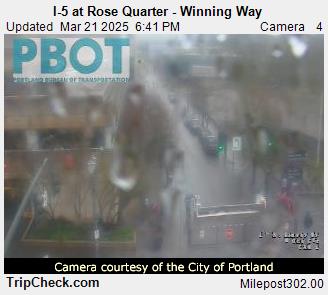 I-5 at Rose Quarter - Winning Way
Updated Mar 21 2025 6:41 PM Camera 4
PBOT
PORTLAND BUREAU OF TRANSPORTATION
Camera courtesy of the City of Portland
TripCheck.com Milepost302.00